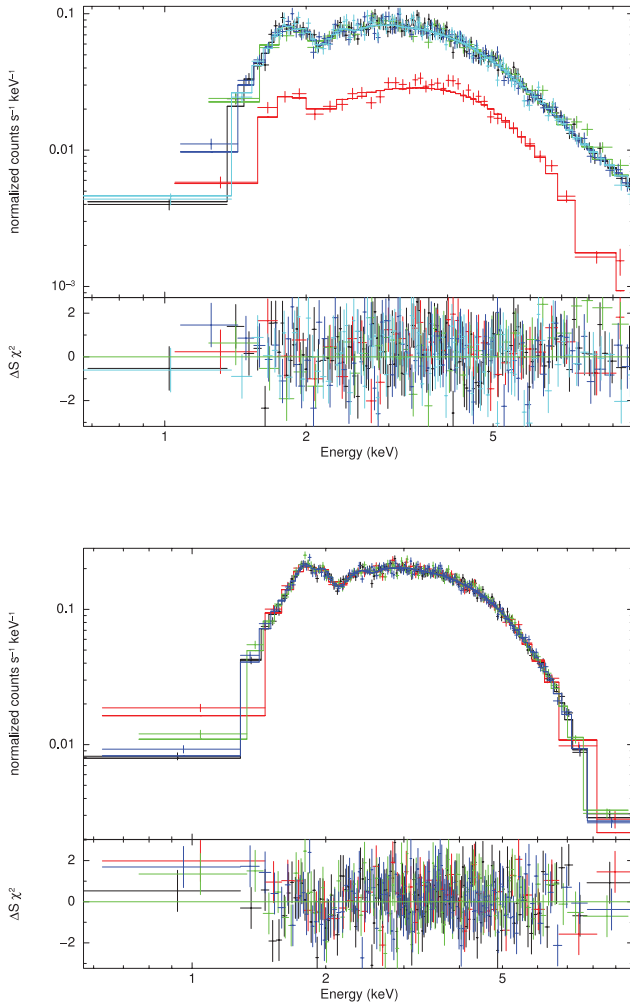 0.1
0.01
10⁻³
normalized counts s⁻¹ keV⁻¹
2
0
−2
ΔS χ²
1
2
5
Energy (keV)
0.1
0.01
normalized counts s⁻¹ keV⁻¹
2
0
−2
ΔS χ²
1
2
5
Energy (keV)